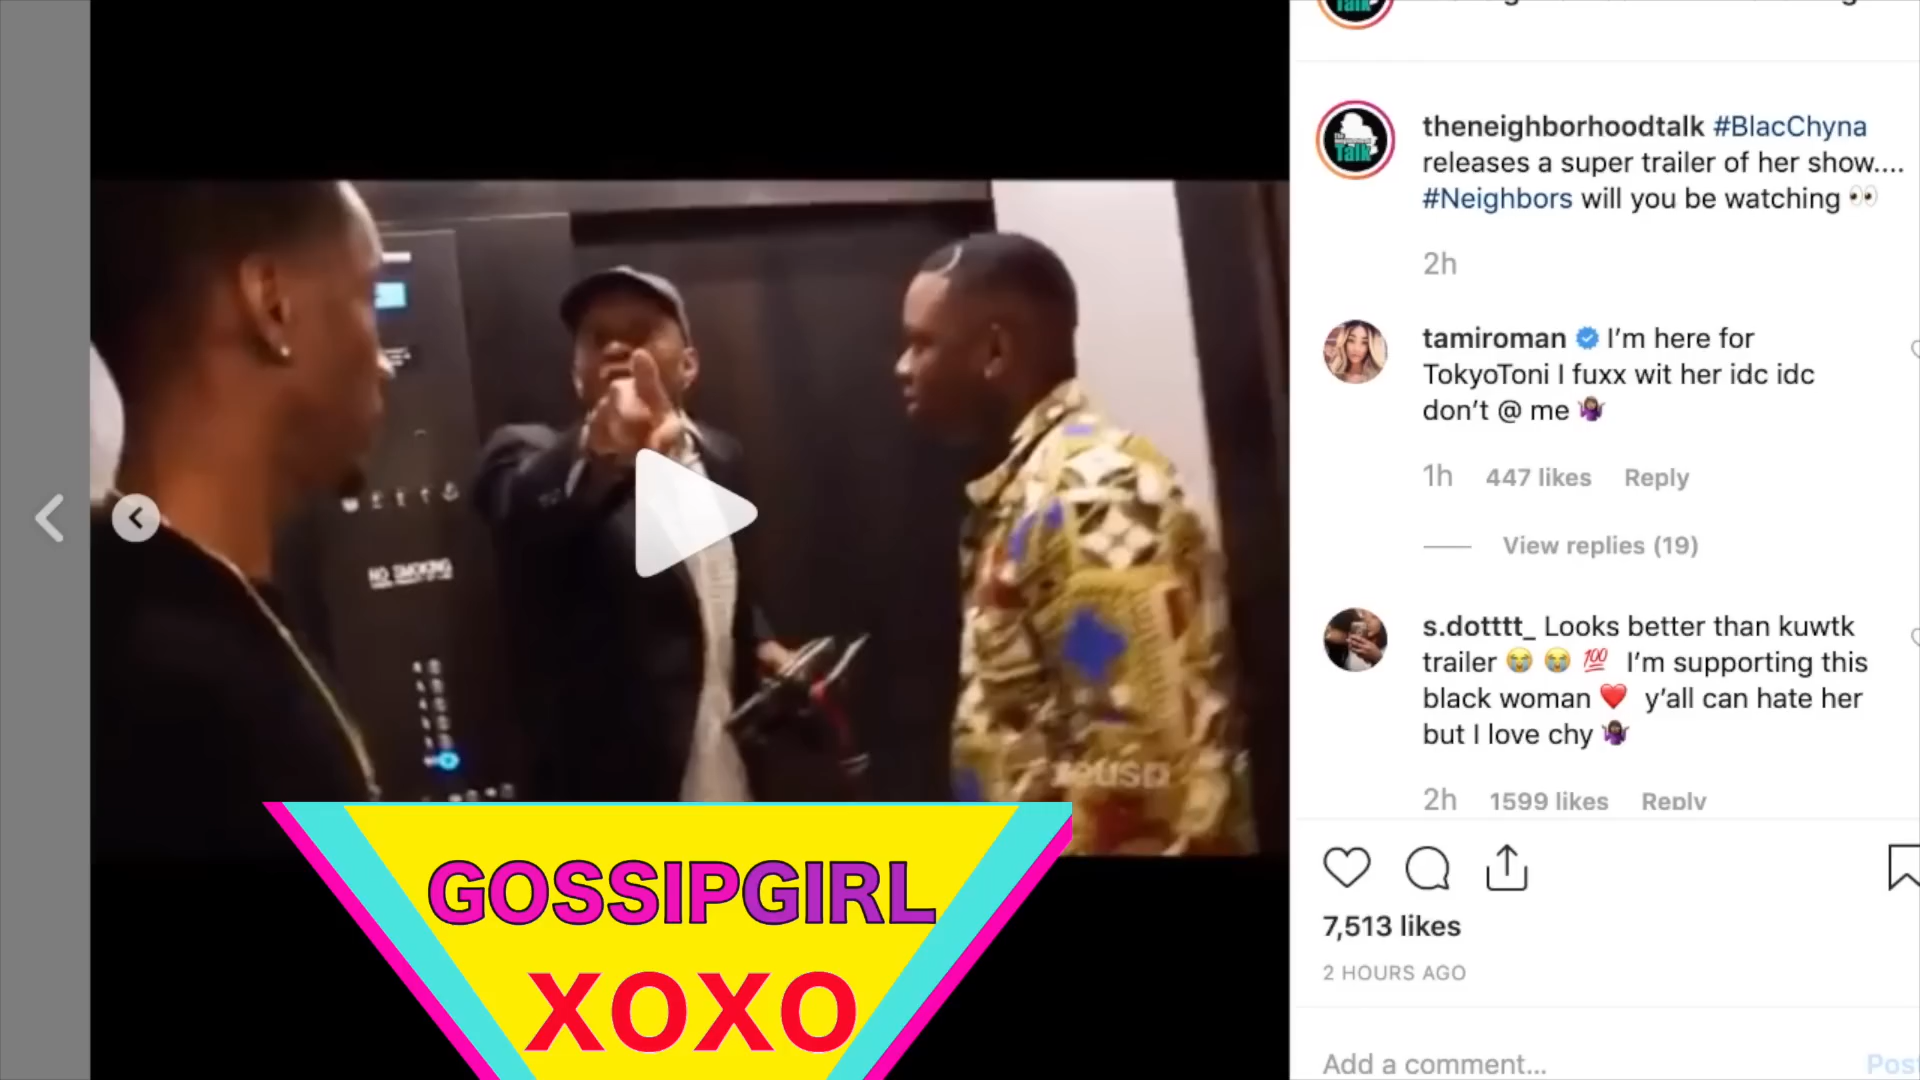 theneighborhoodtalk #BlacChyna
releases a super trailer of her show....
#Neighbors will you be watching 👀
2h
tamiroman I'm here for
TokyoToni I fuxx wit her idc idc
don't @ me 🤷🏾‍♀️
1h 447 likes Reply
View replies (19)
s.dotttt_ Looks better than kuwtk
trailer 😭 😭 💯 I'm supporting this
black woman ❤️ y'all can hate her
but I love chy 🤷🏾‍♀️
2h 1599 likes Reply
7,513 likes
2 HOURS AGO
Add a comment...
Post
Talk
NO SMOKING
GOSSIPGIRL
XOXO